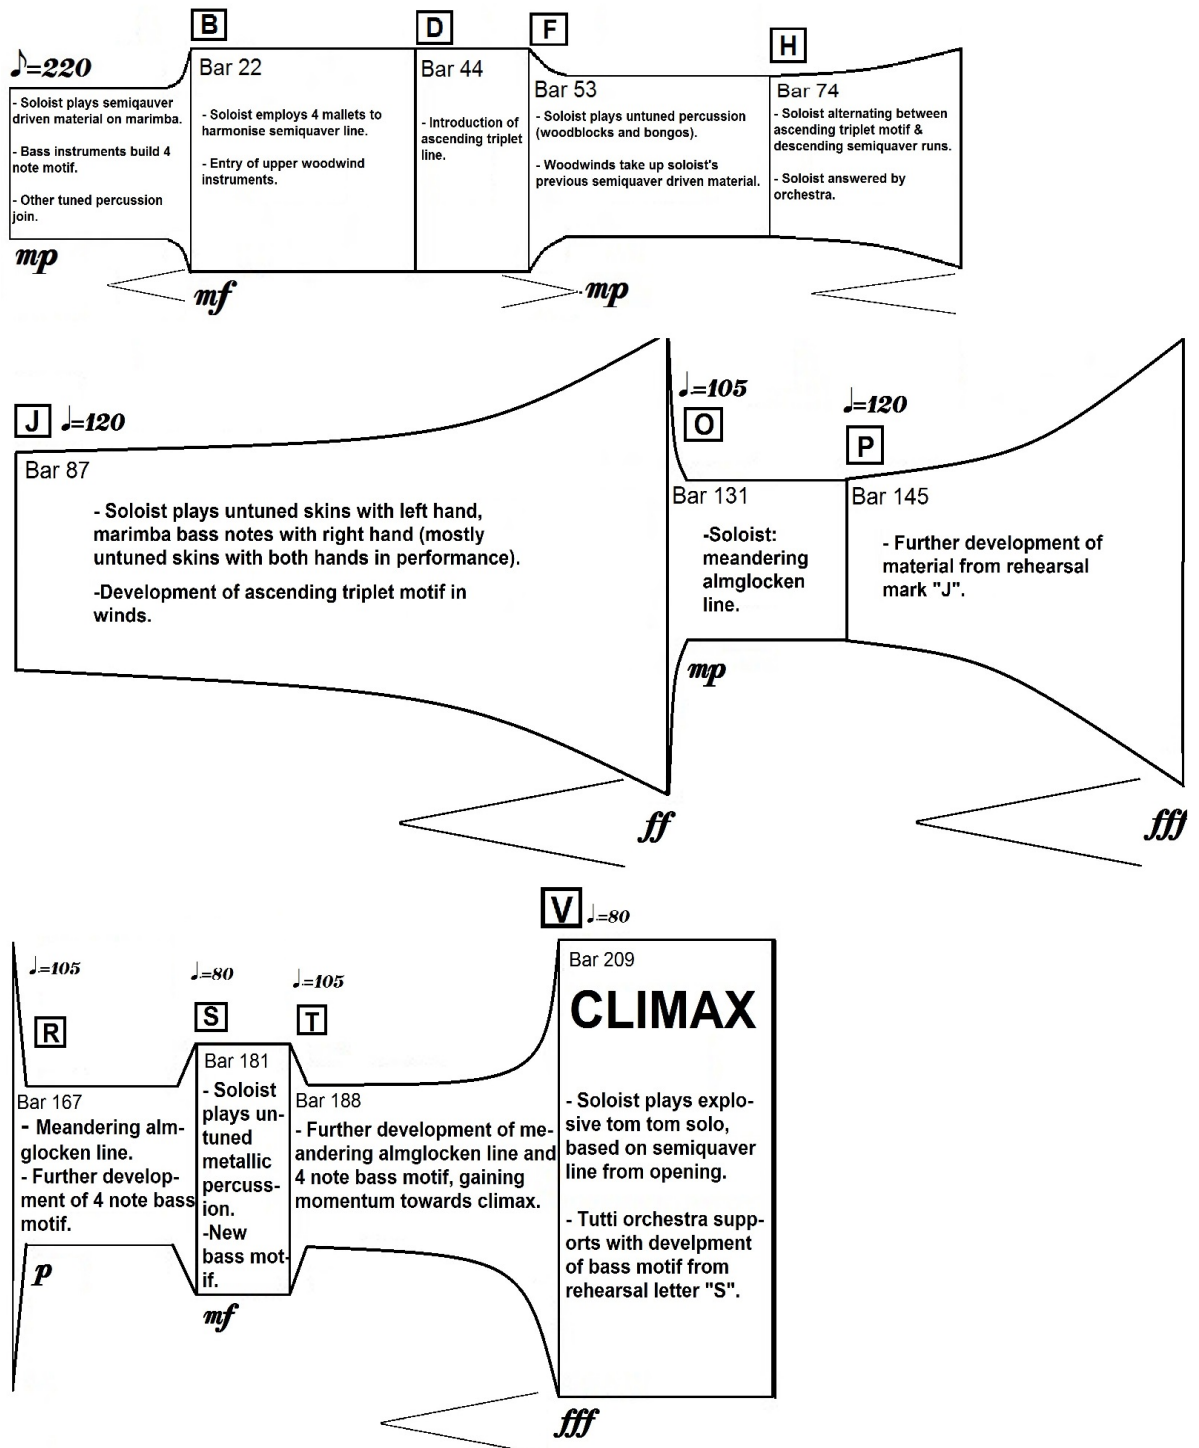 ♪=220
- Soloist plays semiqauver
driven material on marimba.
- Bass instruments build 4
note motif.
- Other tuned percussion
join.
mp
B
Bar 22
- Soloist employs 4 mallets to
harmonise semiquaver line.
- Entry of upper woodwind
instruments.
mf
D
Bar 44
- Introduction of
ascending triplet
line.
F
Bar 53
- Soloist plays untuned percussion
(woodblocks and bongos).
- Woodwinds take up soloist's
previous semiquaver driven material.
mp
H
Bar 74
- Soloist alternating between
ascending triplet motif &
descending semiquaver runs.
- Soloist answered by
orchestra.
J ♩=120
Bar 87
- Soloist plays untuned skins with left hand,
marimba bass notes with right hand (mostly
untuned skins with both hands in performance).
-Development of ascending triplet motif in
winds.
ff
♩=105
O
Bar 131
-Soloist:
meandering
almglocken
line.
mp
♩=120
P
Bar 145
- Further development of
material from rehearsal
mark "J".
fff
♩=105
R
Bar 167
- Meandering alm-
glocken line.
- Further develop-
ment of 4 note bass
motif.
p
♩=80
S
Bar 181
- Soloist
plays un-
tuned
metallic
percuss-
ion.
-New
bass mot-
if.
mf
♩=105
T
Bar 188
- Further development of me-
andering almglocken line and
4 note bass motif, gaining
momentum towards climax.
V ♩=80
Bar 209
CLIMAX
- Soloist plays explo-
sive tom tom solo,
based on semiquaver
line from opening.
- Tutti orchestra supp-
orts with develpment
of bass motif from
rehearsal letter "S".
fff